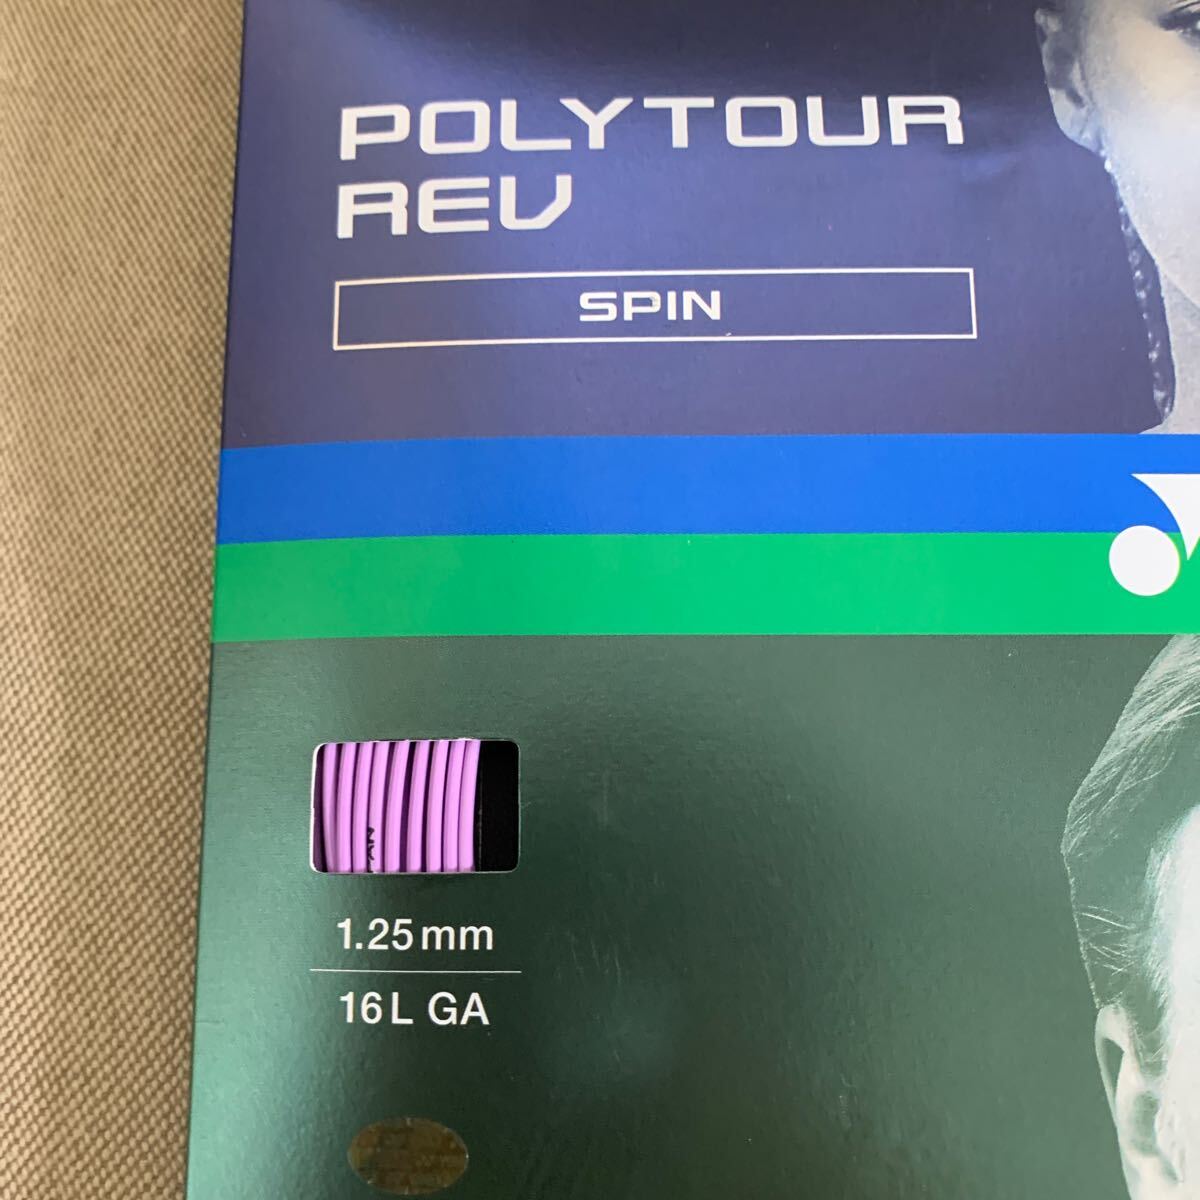 POLYTOUR
REV
SPIN
1.25mm
16L GA